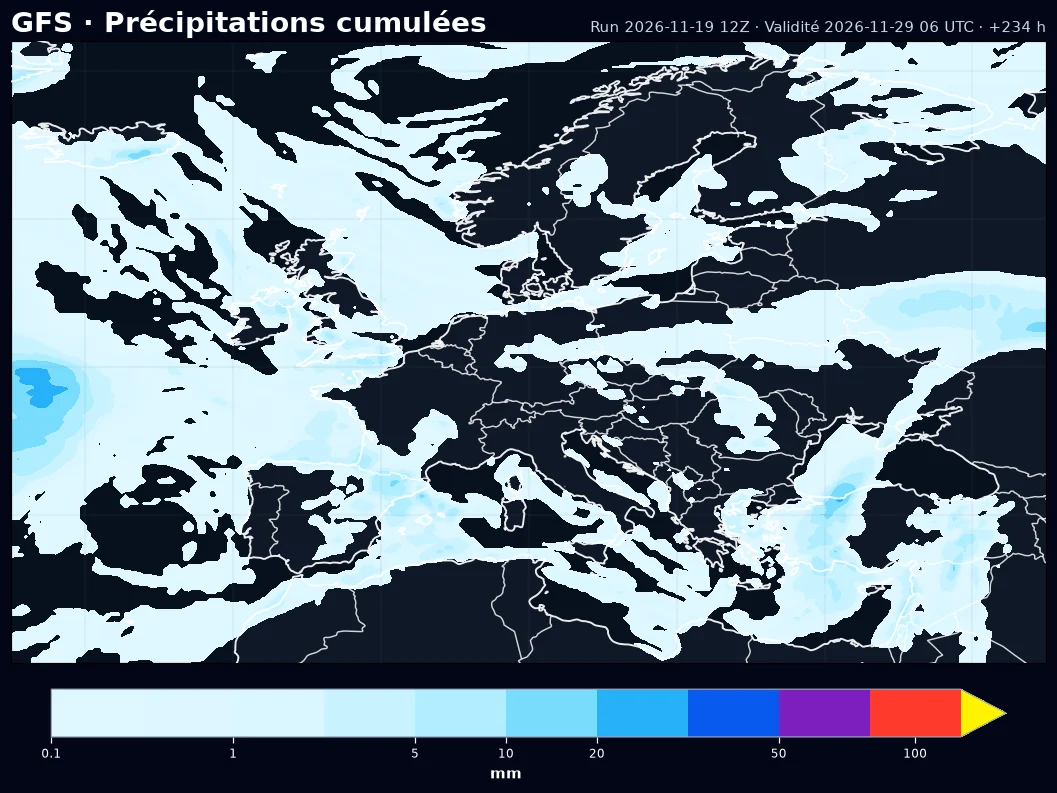 GFS · Précipitations cumulées
Run 2026-11-19 12Z · Validité 2026-11-29 06 UTC · +234 h
0.1 1 5 10 20 50 100
mm